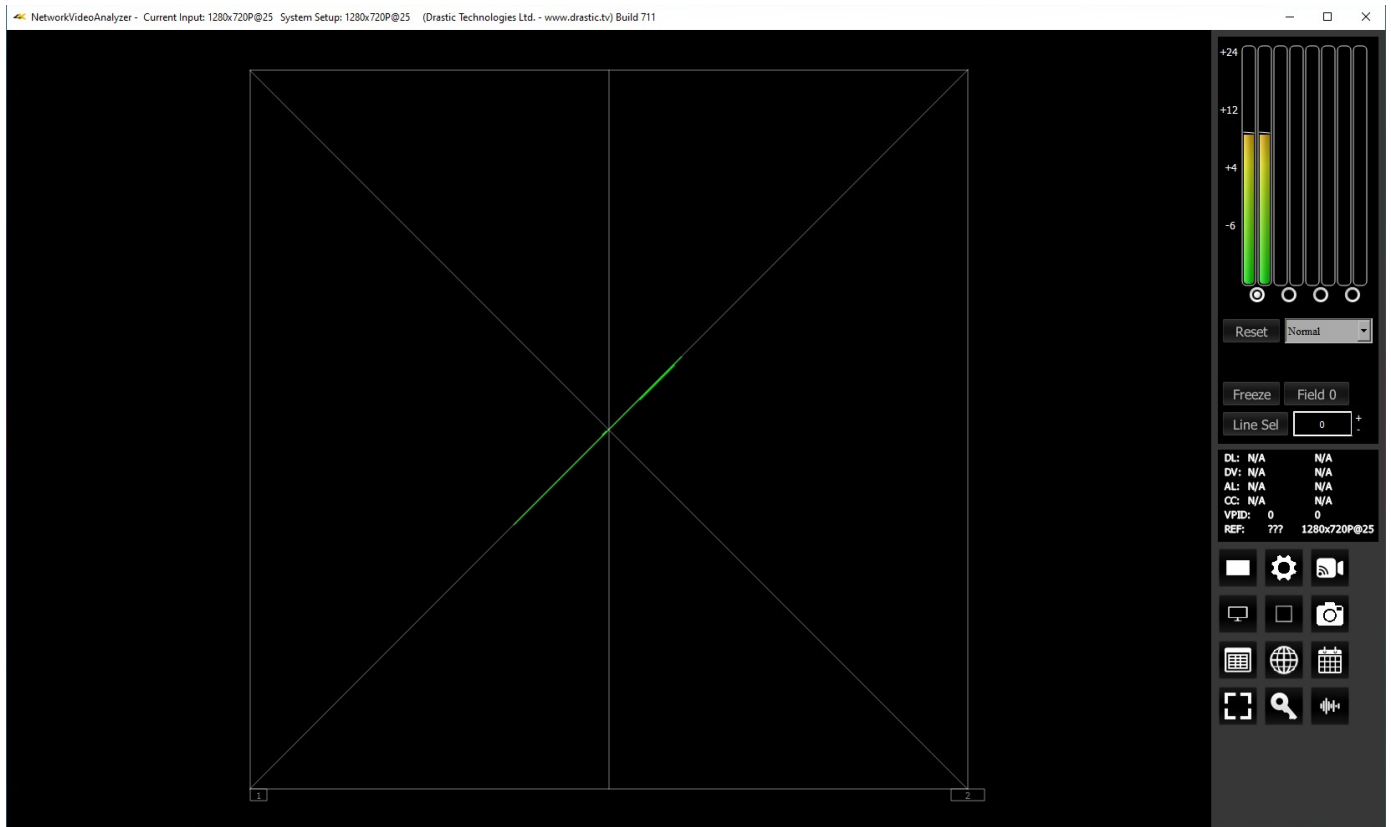 NetworkVideoAnalyzer - Current Input: 1280x720P@25 System Setup: 1280x720P@25 (Drastic Technologies Ltd. - www.drastic.tv) Build 711
+24
+12
+4
-6
Reset Normal
Freeze Field 0
Line Sel 0 + -
DL: N/A N/A
DV: N/A N/A
AL: N/A N/A
CC: N/A N/A
VPID: 0 0
REF: ??? 1280x720P@25
1 2